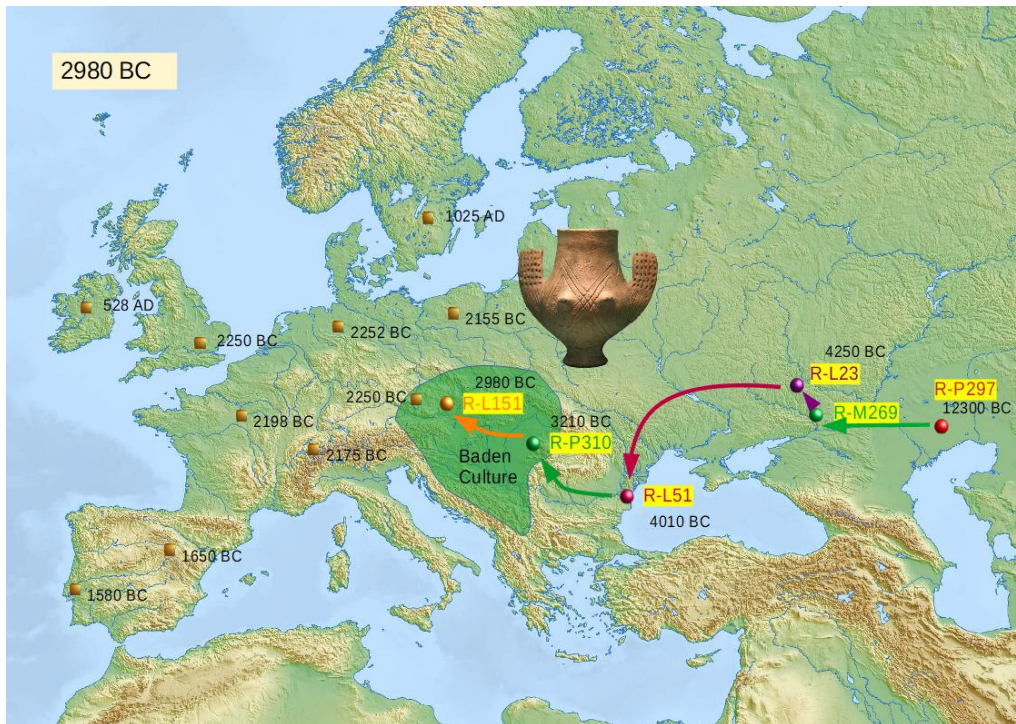 2980 BC
1025 AD
528 AD
2250 BC
2252 BC
2155 BC
4250 BC
R-L23
2980 BC
R-P297
2250 BC
R-L151
12300 BC
2198 BC
3210 BC
R-M269
R-P310
2175 BC
Baden
Culture
R-L51
4010 BC
1650 BC
1580 BC